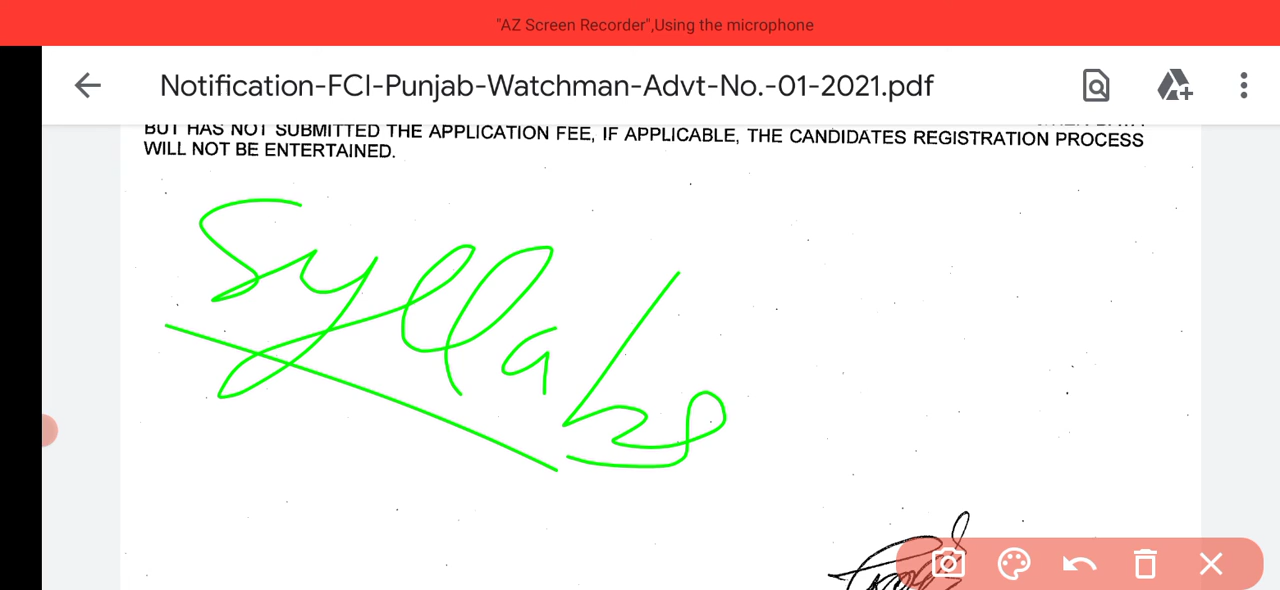 "AZ Screen Recorder",Using the microphone
Notification-FCI-Punjab-Watchman-Advt-No.-01-2021.pdf
BUT HAS NOT SUBMITTED THE APPLICATION FEE, IF APPLICABLE, THE CANDIDATES REGISTRATION PROCESS
WILL NOT BE ENTERTAINED.
Syllabs